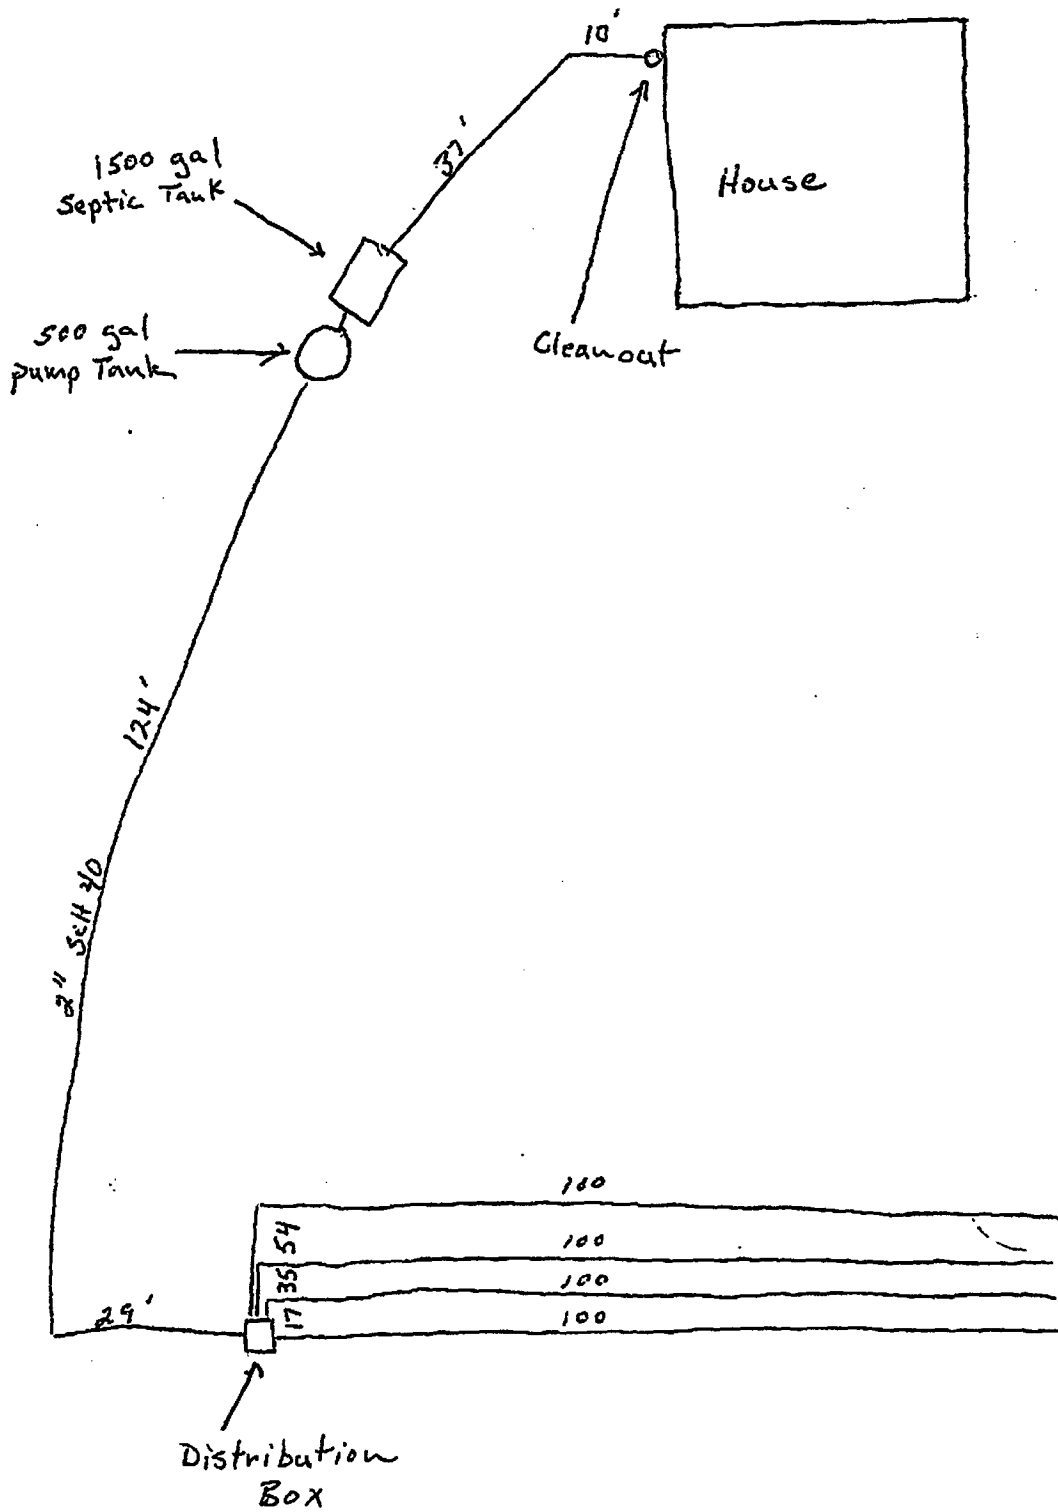 10'
37'
1500 gal
Septic Tank
House
500 gal
pump Tank
Cleanout
124'
2" SCH 40
100
54
100
35
100
17
100
29'
Distribution
Box